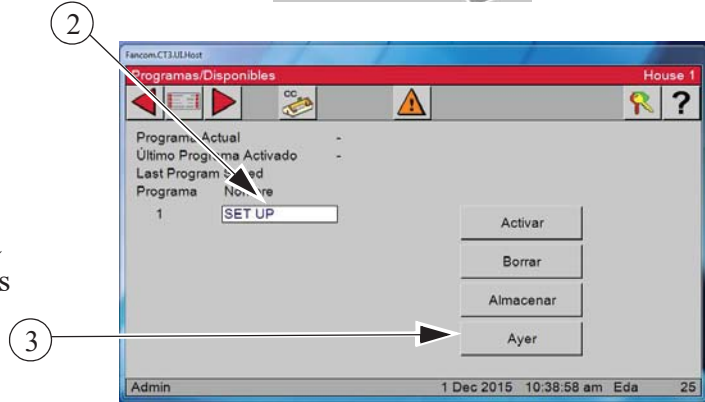 2
Fancom.CT3.UI.Host
Programas/Disponibles House 1
CC
?
Programa Actual -
Último Programa Activado -
Last Program Saved
Programa Nombre
1 SET UP
Activar
Borrar
Almacenar
s
3
Ayer
Admin 1 Dec 2015 10:38:58 am Eda 25